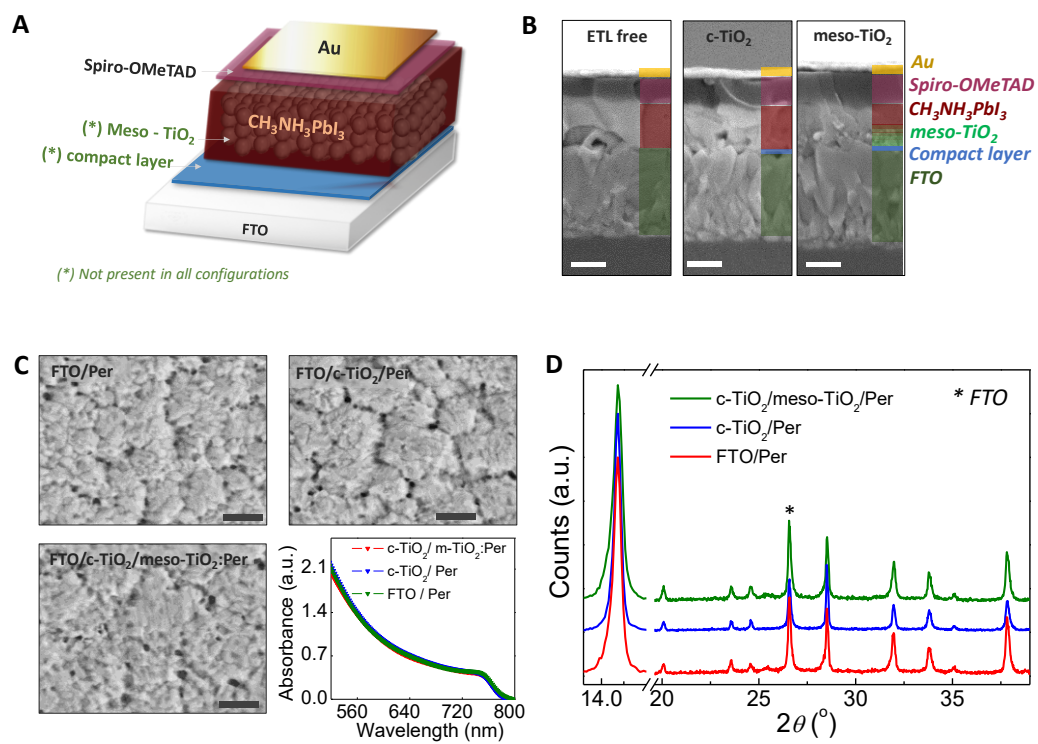 A
Au
Spiro-OMeTAD
CH₃NH₃PbI₃
(*) Meso - TiO₂
(*) compact layer
FTO
(*) Not present in all configurations
B
ETL free
c-TiO₂
meso-TiO₂
Au
Spiro-OMeTAD
CH₃NH₃PbI₃
meso-TiO₂
Compact layer
FTO
C
FTO/Per
FTO/c-TiO₂/Per
FTO/c-TiO₂/meso-TiO₂:Per
c-TiO₂/ m-TiO₂:Per
c-TiO₂/ Per
FTO / Per
Absorbance (a.u.)
2.1
1.4
0.7
0.0
560 640 720 800
Wavelength (nm)
D
c-TiO₂/meso-TiO₂/Per
c-TiO₂/Per
FTO/Per
* FTO
*
Counts (a.u.)
14.0 20 25 30 35
2θ (°)